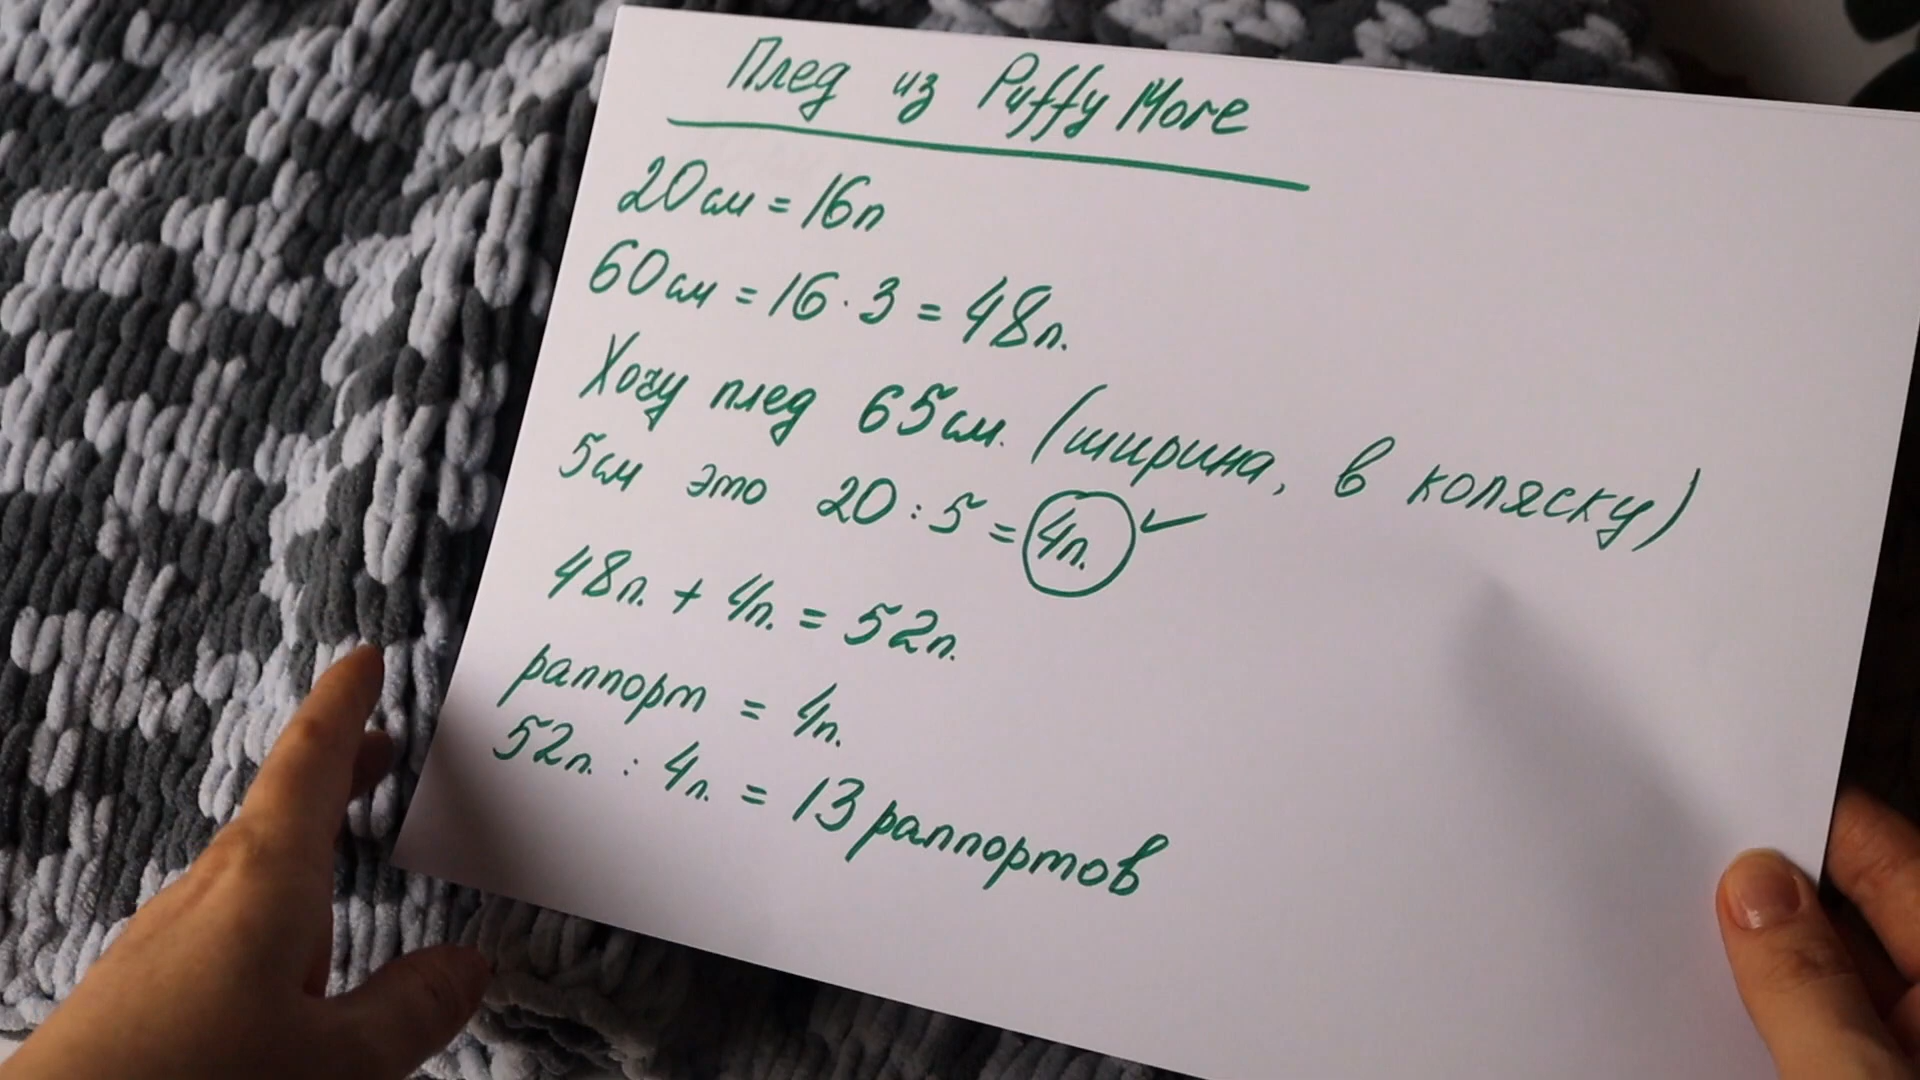 Плед из Puffy More
20см = 16п
60см = 16 · 3 = 48п.
Хочу плед 65см. (ширина, в коляску)
5см это 20 : 5 = 4п. ✓
48п. + 4п. = 52п.
раппорт = 4п.
52п. : 4п. = 13 раппортов